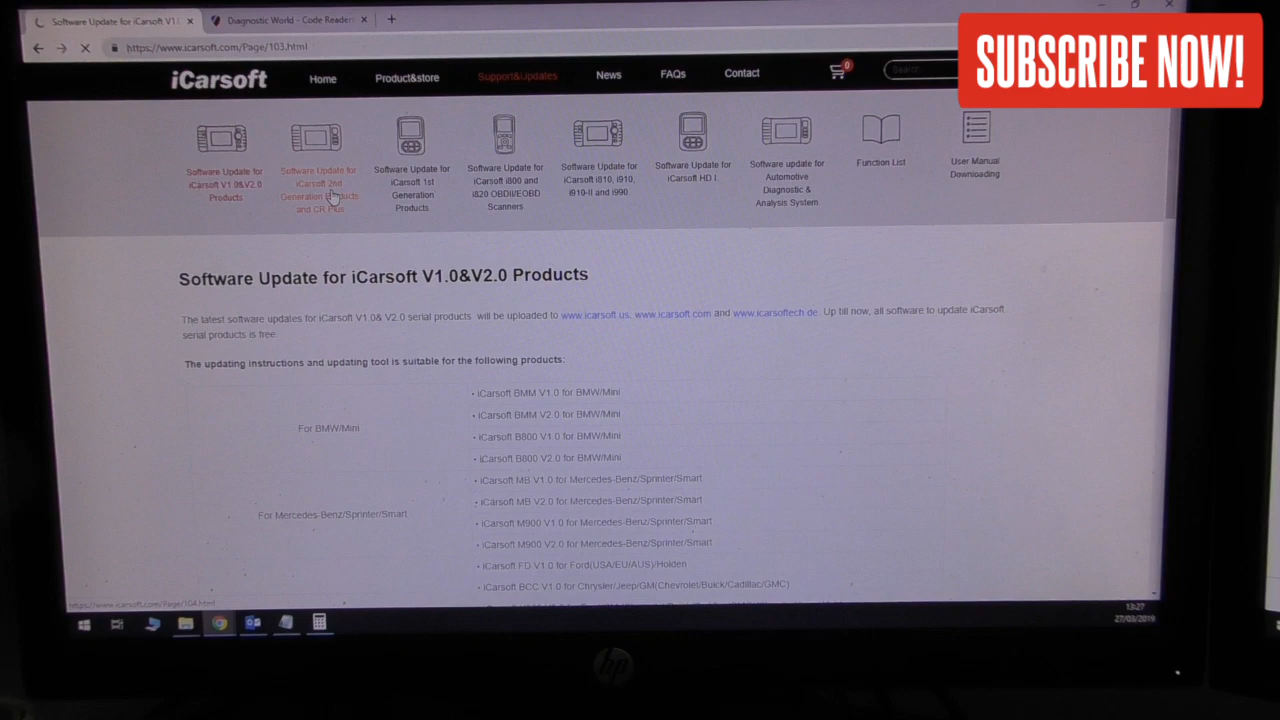 Software Update for iCarsoft V1.
Diagnostic World - Code Reader
SUBSCRIBE NOW!
https://www.icarsoft.com/Page/103.html
iCarsoft
Home
Product&store
Support&Updates
News
FAQs
Contact
0
Search
Software Update for
iCarsoft V1.0&V2.0
Products
Software Update for
iCarsoft 2nd
Generation Products
and CR Plus
Software Update for
iCarsoft 1st
Generation
Products
Software Update for
iCarsoft i800 and
i820 OBDII/EOBD
Scanners
Software Update for
iCarsoft i810, i910,
i910-II and i990
Software Update for
iCarsoft HD I
Software update for
Automotive
Diagnostic &
Analysis System
Function List
User Manual
Downloading
Software Update for iCarsoft V1.0&V2.0 Products
The latest software updates for iCarsoft V1.0& V2.0 serial products will be uploaded to www.icarsoft.us, www.icarsoft.com and www.icarsoftech.de. Up till now, all software to update iCarsoft
serial products is free.
The updating instructions and updating tool is suitable for the following products:
For BMW/Mini
• iCarsoft BMM V1.0 for BMW/Mini
• iCarsoft BMM V2.0 for BMW/Mini
• iCarsoft B800 V1.0 for BMW/Mini
• iCarsoft B800 V2.0 for BMW/Mini
For Mercedes-Benz/Sprinter/Smart
• iCarsoft MB V1.0 for Mercedes-Benz/Sprinter/Smart
• iCarsoft MB V2.0 for Mercedes-Benz/Sprinter/Smart
• iCarsoft M900 V1.0 for Mercedes-Benz/Sprinter/Smart
• iCarsoft M900 V2.0 for Mercedes-Benz/Sprinter/Smart
• iCarsoft FD V1.0 for Ford(USA/EU/AUS)/Holden
• iCarsoft BCC V1.0 for Chrysler/Jeep/GM(Chevrolet/Buick/Cadillac/GMC)
https://www.icarsoft.com/Page/104.html
13:27
27/03/2019
hp